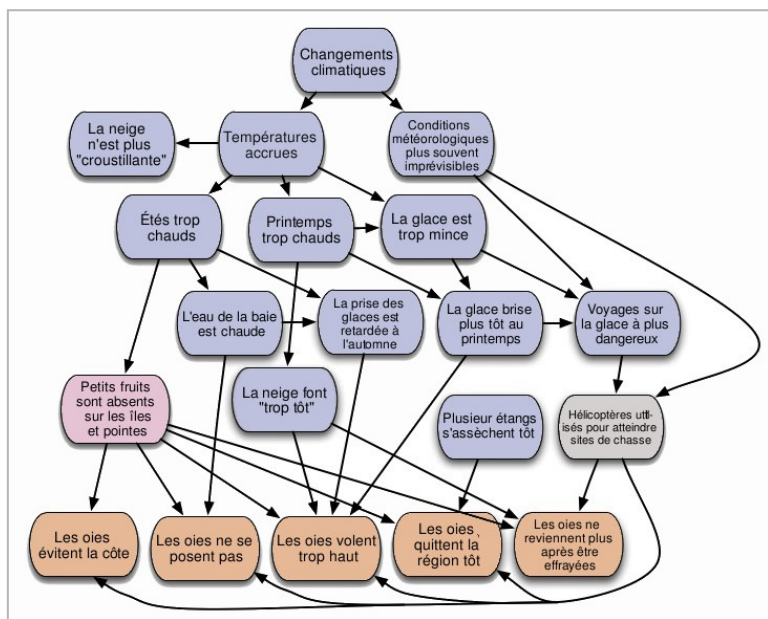 Changements
climatiques
La neige
n'est plus
"croustillante"
Températures
accrues
Conditions
météorologiques
plus souvent
imprévisibles
Étés trop
chauds
Printemps
trop chauds
La glace est
trop mince
L'eau de la baie
est chaude
La prise des
glaces est
retardée à
l'automne
La glace brise
plus tôt au
printemps
Voyages sur
la glace à plus
dangereux
Petits fruits
sont absents
sur les îles
et pointes
La neige font
"trop tôt"
Plusieur étangs
s'assèchent tôt
Hélicoptères utl-
isés pour atteindre
sites de chasse
Les oies
évitent la côte
Les oies ne se
posent pas
Les oies volent
trop haut
Les oies
quittent la
région tôt
Les oies ne
reviennent plus
après être
effrayées